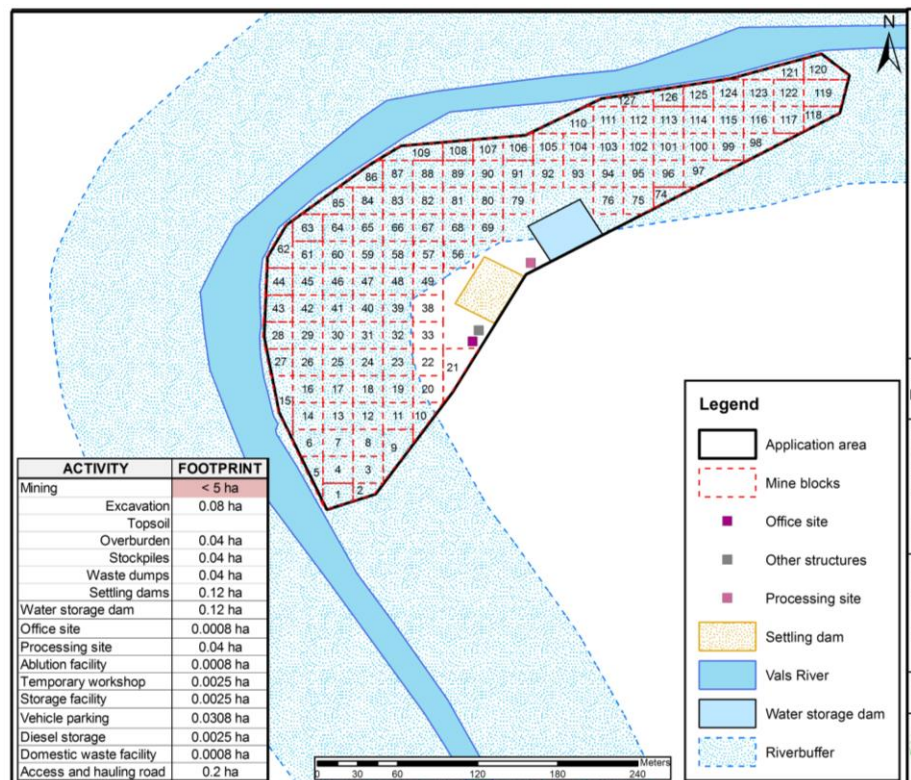 N
121 120
127 126 125 124 123 122 119
110 111 112 113 114 115 116 117 118
109 108 107 106 105 104 103 102 101 100 99 98
86 87 88 89 90 91 92 93 94 95 96 97
85 84 83 82 81 80 79 76 75 74
62 63 64 65 66 67 68 69
61 60 59 58 57 56
44 45 46 47 48 49
43 42 41 40 39 38
28 29 30 31 32 33
27 26 25 24 23 22 21
15 16 17 18 19 20
14 13 12 11 10
6 7 8 9
5 4 3
1 2
ACTIVITY FOOTPRINT
Mining < 5 ha
Excavation 0.08 ha
Topsoil
Overburden 0.04 ha
Stockpiles 0.04 ha
Waste dumps 0.04 ha
Settling dams 0.12 ha
Water storage dam 0.12 ha
Office site 0.0008 ha
Processing site 0.04 ha
Ablution facility 0.0008 ha
Temporary workshop 0.0025 ha
Storage facility 0.0025 ha
Vehicle parking 0.0308 ha
Diesel storage 0.0025 ha
Domestic waste facility 0.0008 ha
Access and hauling road 0.2 ha
Meters
0 30 60 120 180 240
Legend
Application area
Mine blocks
Office site
Other structures
Processing site
Settling dam
Vals River
Water storage dam
Riverbuffer